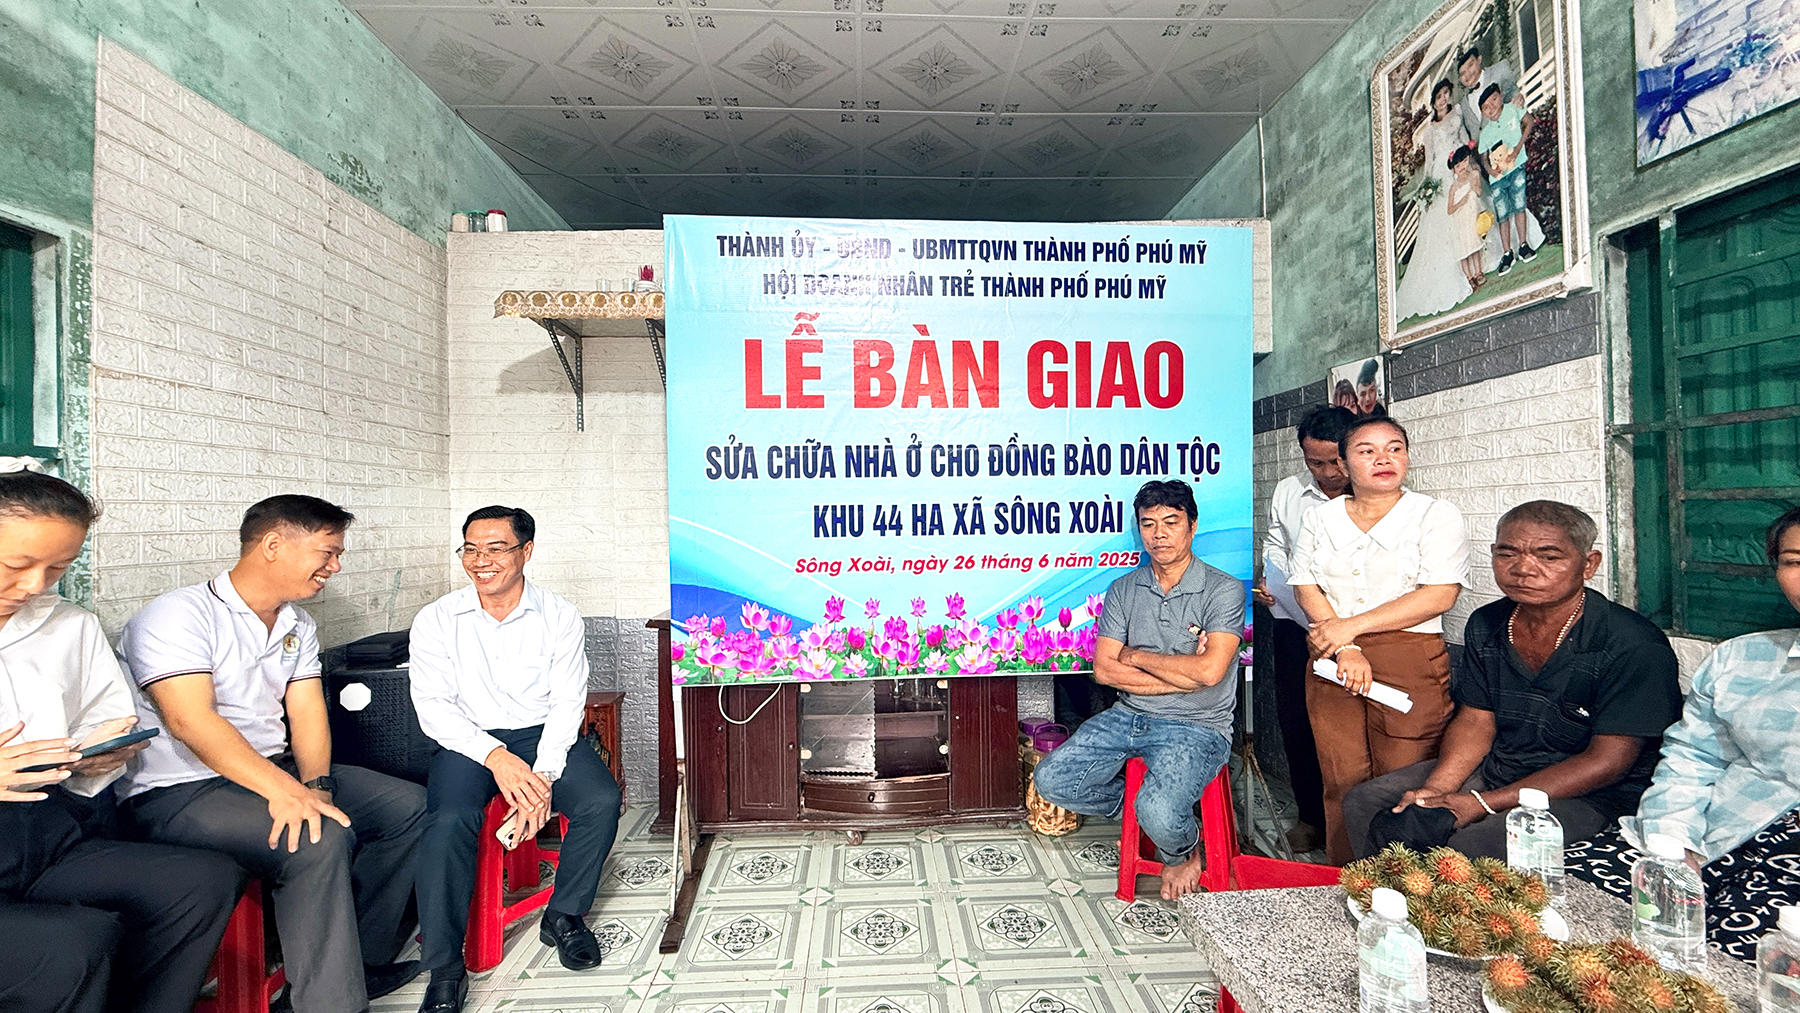 THÀNH ỦY - UBND - UBMTTQVN THÀNH PHỐ PHÚ MỸ
HỘI DOANH NHÂN TRẺ THÀNH PHỐ PHÚ MỸ
LỄ BÀN GIAO
SỬA CHỮA NHÀ Ở CHO ĐỒNG BÀO DÂN TỘC
KHU 44 HA XÃ SÔNG XOÀI
Sông Xoài, ngày 26 tháng 6 năm 2025